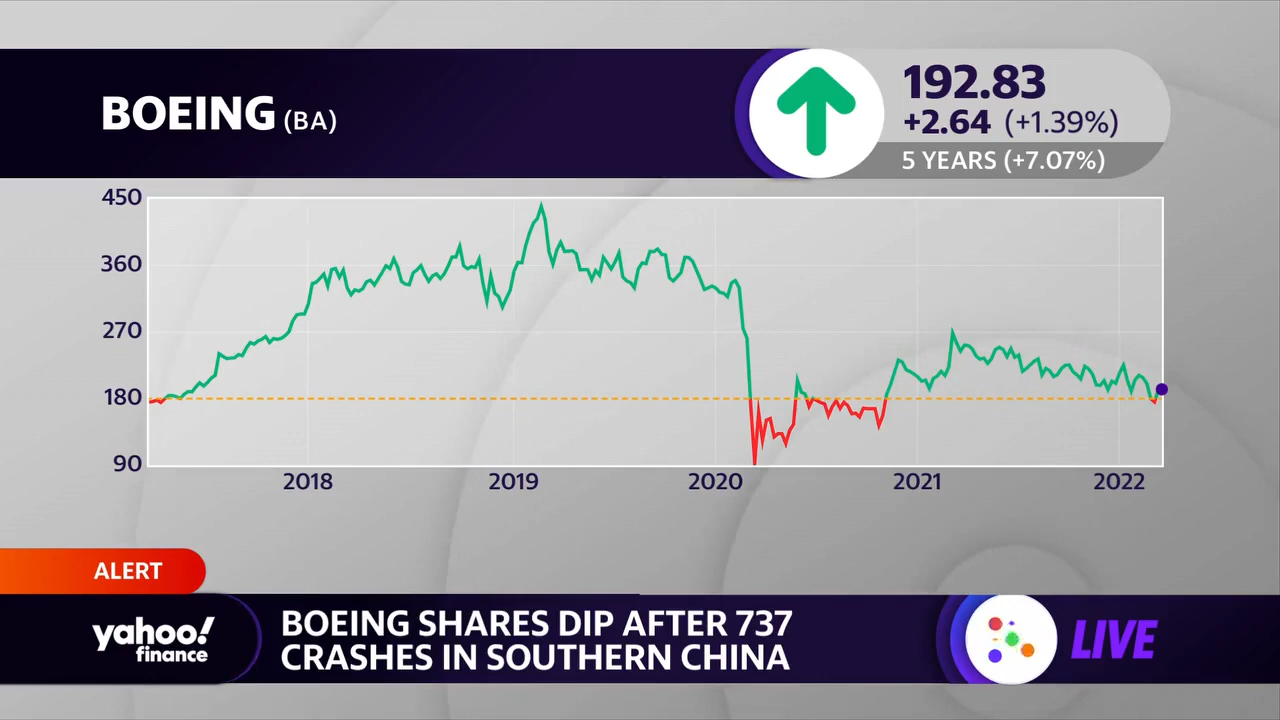 BOEING (BA)
192.83
+2.64 (+1.39%)
5 YEARS (+7.07%)
450
360
270
180
90
2018 2019 2020 2021 2022
ALERT
yahoo!
finance
BOEING SHARES DIP AFTER 737
CRASHES IN SOUTHERN CHINA
LIVE